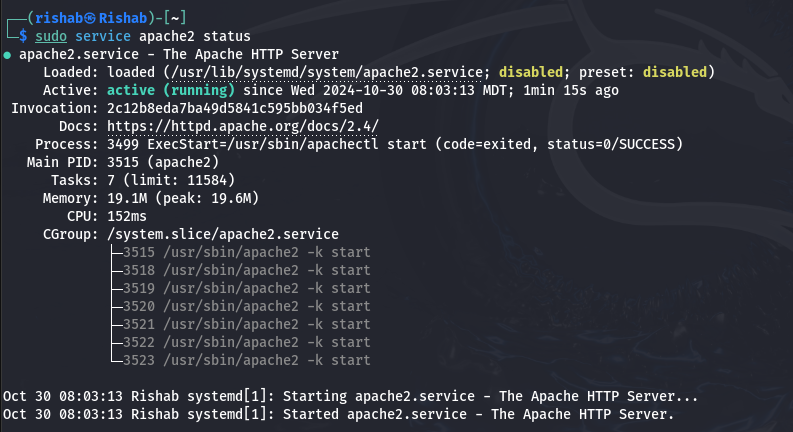 ┌──(rishab㉿Rishab)-[~]
└─$ sudo service apache2 status
● apache2.service - The Apache HTTP Server
     Loaded: loaded (/usr/lib/systemd/system/apache2.service; disabled; preset: disabled)
     Active: active (running) since Wed 2024-10-30 08:03:13 MDT; 1min 15s ago
 Invocation: 2c12b8eda7ba49d5841c595bb034f5ed
       Docs: https://httpd.apache.org/docs/2.4/
    Process: 3499 ExecStart=/usr/sbin/apachectl start (code=exited, status=0/SUCCESS)
   Main PID: 3515 (apache2)
      Tasks: 7 (limit: 11584)
     Memory: 19.1M (peak: 19.6M)
        CPU: 152ms
     CGroup: /system.slice/apache2.service
             ├─3515 /usr/sbin/apache2 -k start
             ├─3518 /usr/sbin/apache2 -k start
             ├─3519 /usr/sbin/apache2 -k start
             ├─3520 /usr/sbin/apache2 -k start
             ├─3521 /usr/sbin/apache2 -k start
             ├─3522 /usr/sbin/apache2 -k start
             └─3523 /usr/sbin/apache2 -k start
Oct 30 08:03:13 Rishab systemd[1]: Starting apache2.service - The Apache HTTP Server...
Oct 30 08:03:13 Rishab systemd[1]: Started apache2.service - The Apache HTTP Server.